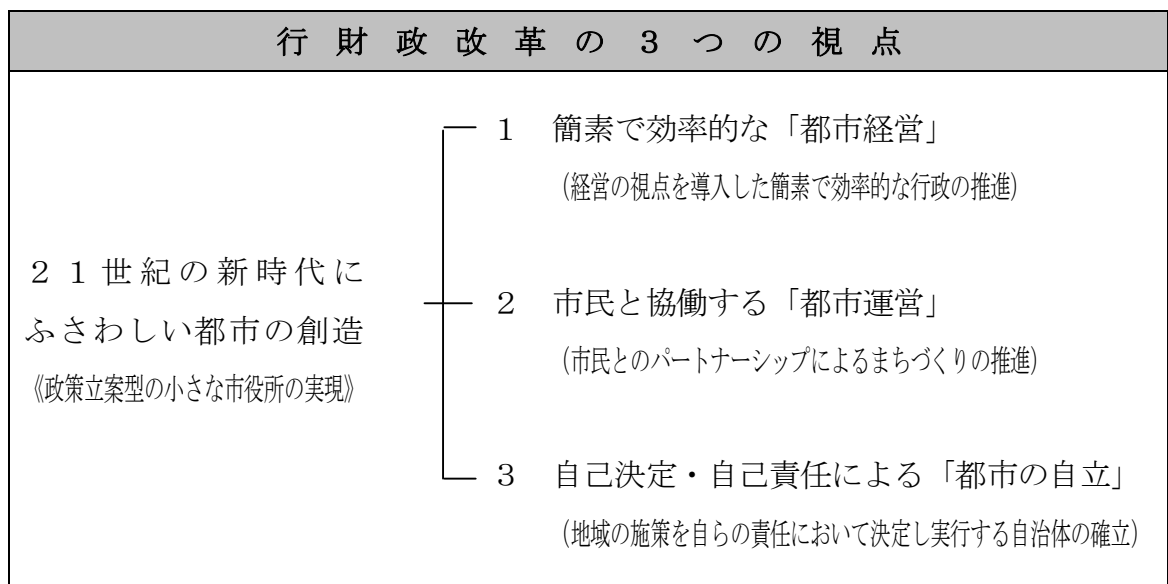 行財政改革の3つの視点
1 簡素で効率的な「都市経営」
(経営の視点を導入した簡素で効率的な行政の推進)
21世紀の新時代に
ふさわしい都市の創造
《政策立案型の小さな市役所の実現》
2 市民と協働する「都市運営」
(市民とのパートナーシップによるまちづくりの推進)
3 自己決定・自己責任による「都市の自立」
(地域の施策を自らの責任において決定し実行する自治体の確立)